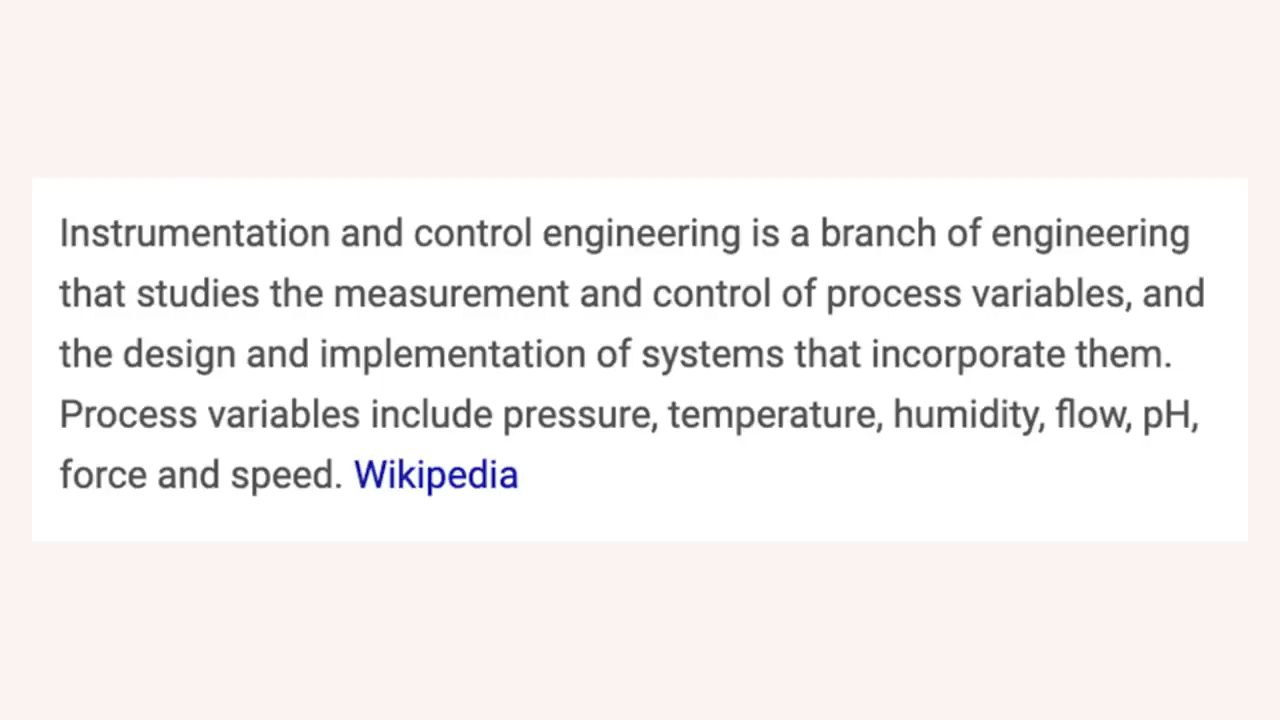 Instrumentation and control engineering is a branch of engineering
that studies the measurement and control of process variables, and
the design and implementation of systems that incorporate them.
Process variables include pressure, temperature, humidity, flow, pH,
force and speed. Wikipedia